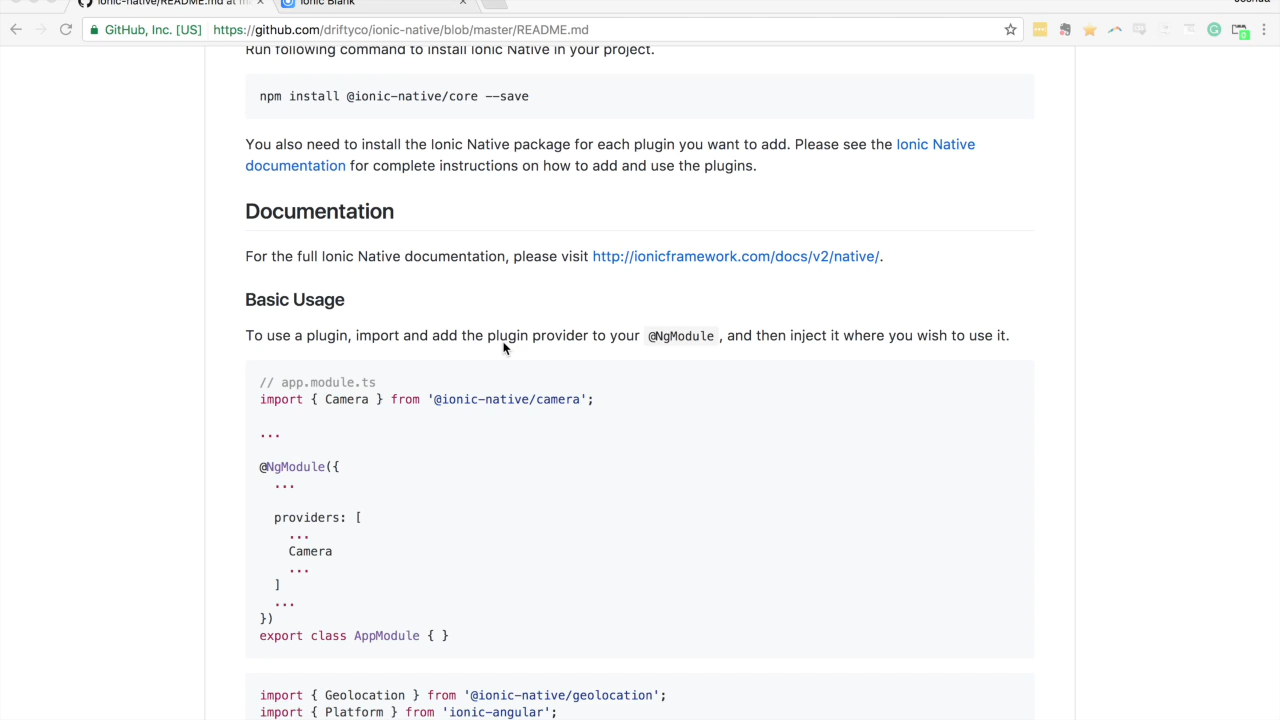 ionic-native/README.md at m
Ionic Blank
Joshua
GitHub, Inc. [US]
https://github.com/driftyco/ionic-native/blob/master/README.md
Run following command to install Ionic Native in your project.
npm install @ionic-native/core --save
You also need to install the Ionic Native package for each plugin you want to add. Please see the Ionic Native
documentation for complete instructions on how to add and use the plugins.
Documentation
For the full Ionic Native documentation, please visit http://ionicframework.com/docs/v2/native/.
Basic Usage
To use a plugin, import and add the plugin provider to your @NgModule , and then inject it where you wish to use it.
// app.module.ts
import { Camera } from '@ionic-native/camera';
...
@NgModule({
...
providers: [
...
Camera
...
]
...
})
export class AppModule { }
import { Geolocation } from '@ionic-native/geolocation';
import { Platform } from 'ionic-angular';